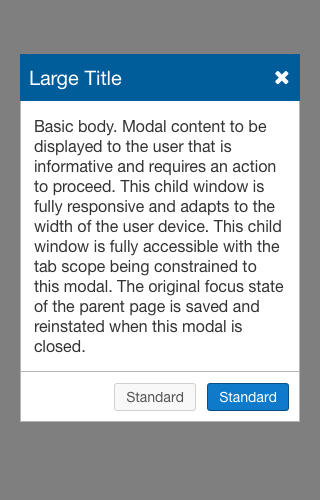 Large Title
Basic body. Modal content to be
displayed to the user that is
informative and requires an action
to proceed. This child window is
fully responsive and adapts to the
width of the user device. This child
window is fully accessible with the
tab scope being constrained to
this modal. The original focus state
of the parent page is saved and
reinstated when this modal is
closed.
Standard Standard